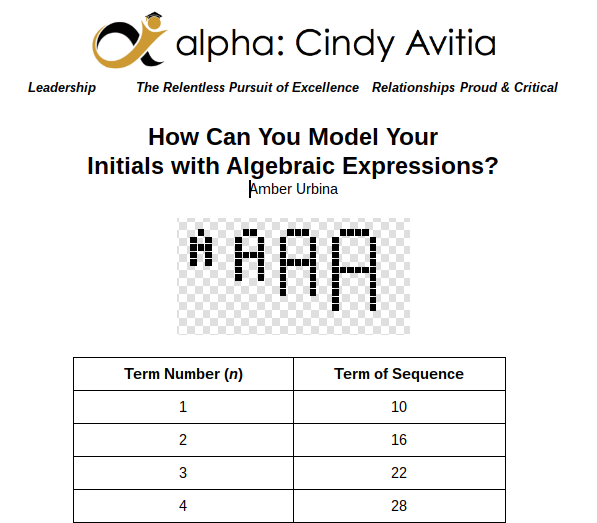 alpha: Cindy Avitia
Leadership The Relentless Pursuit of Excellence Relationships Proud & Critical
How Can You Model Your
Initials with Algebraic Expressions?
Amber Urbina
A A A A
Term Number (n) Term of Sequence
1 10
2 16
3 22
4 28